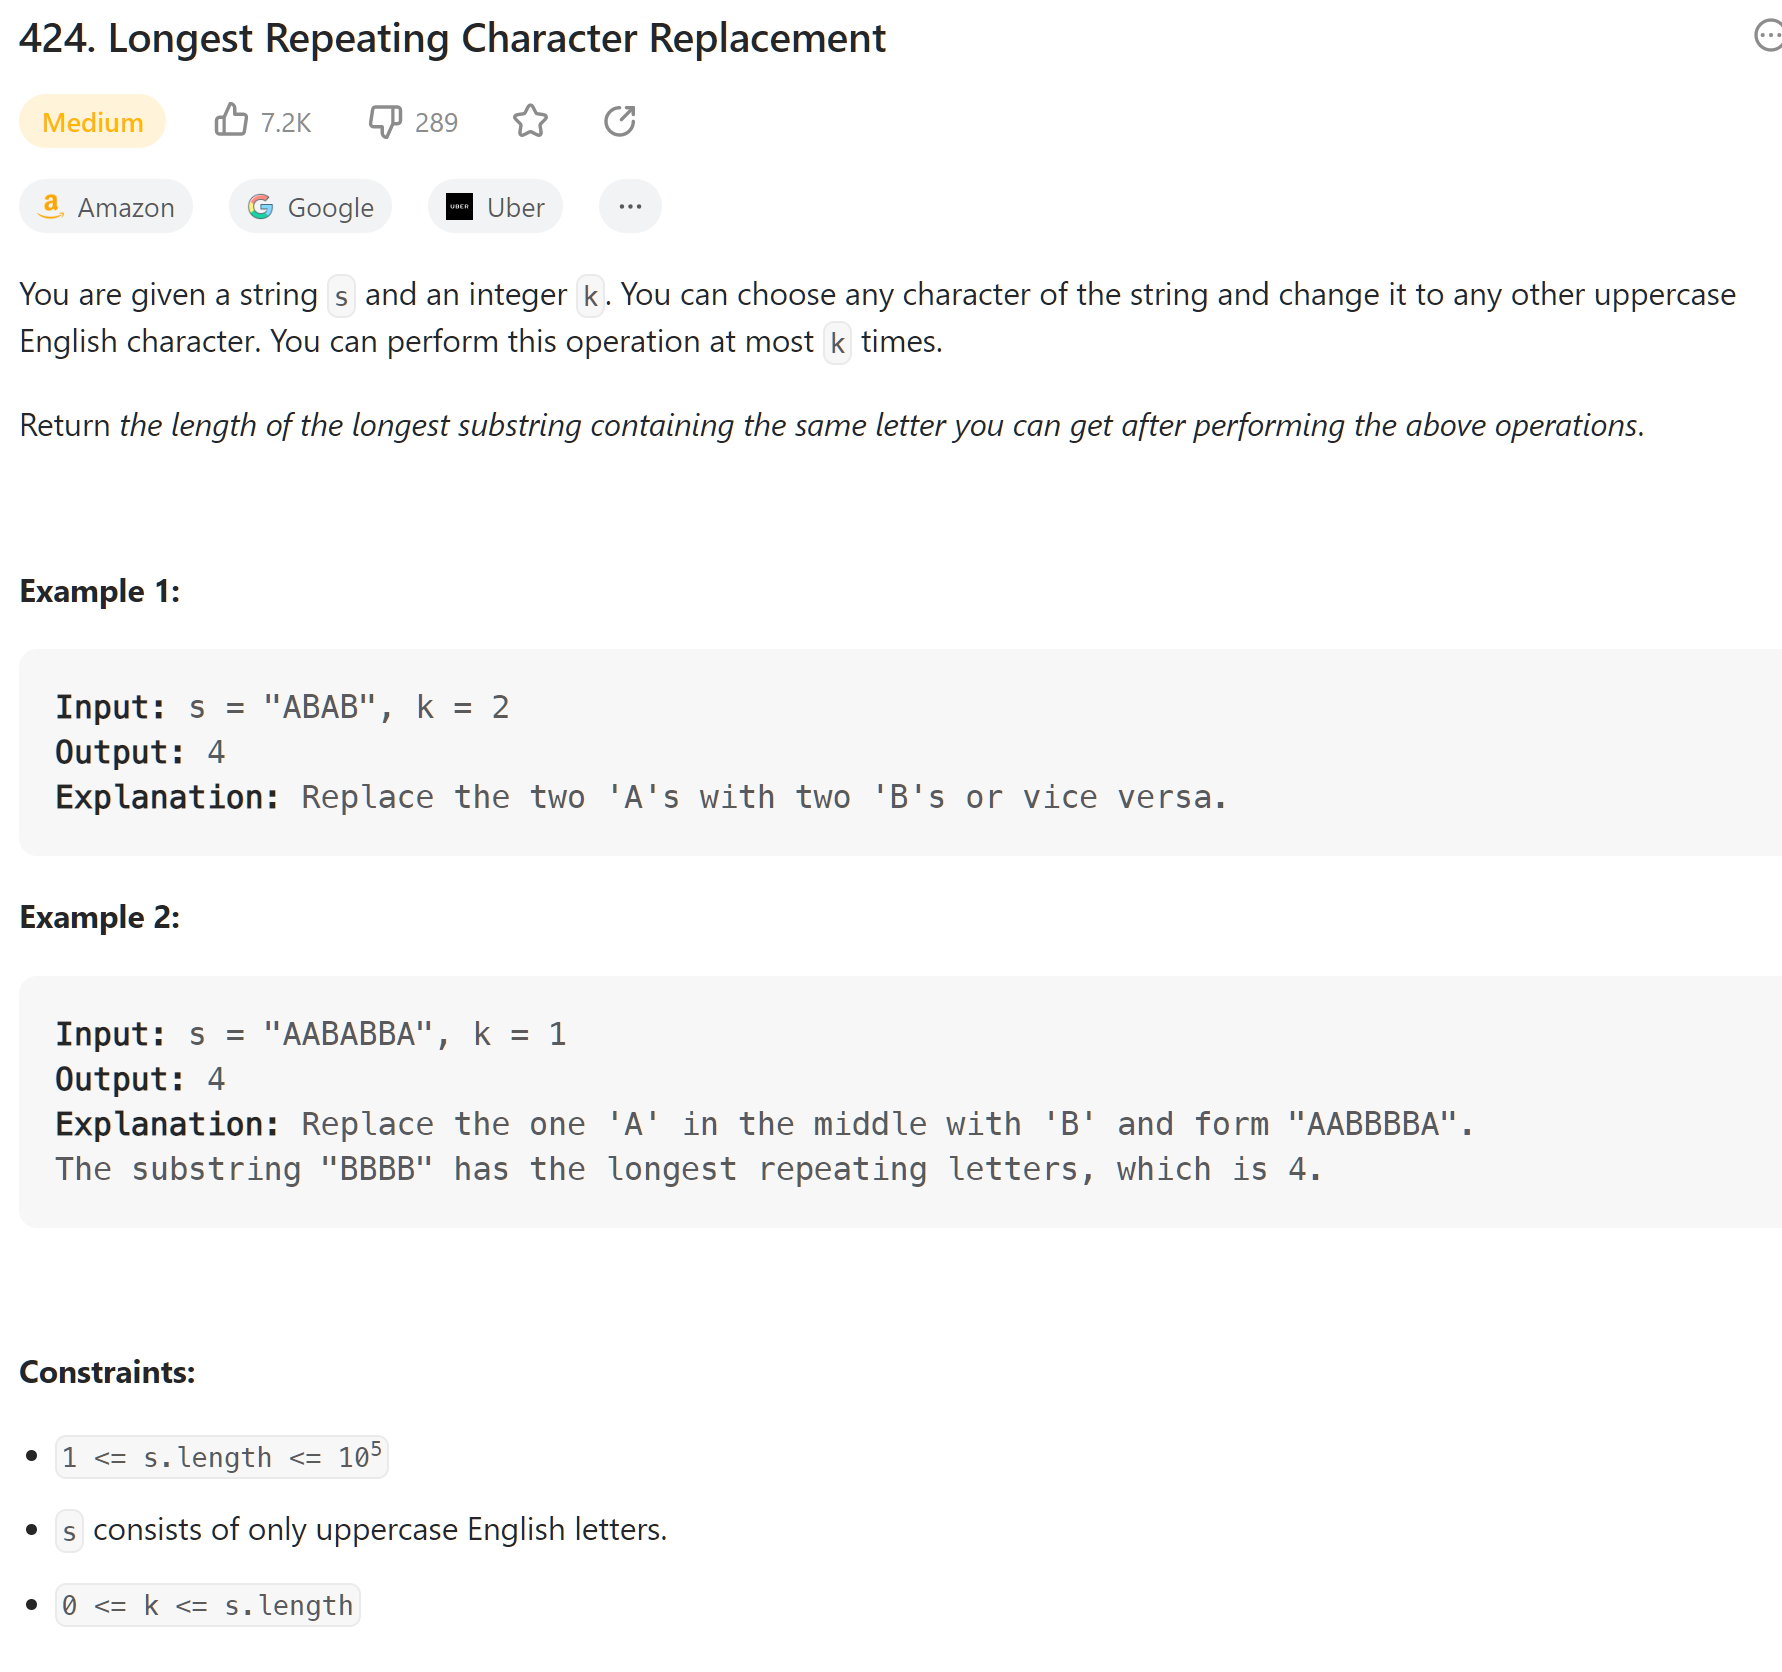 424. Longest Repeating Character Replacement
Medium 7.2K 289
Amazon Google UBER Uber ...
You are given a string s and an integer k. You can choose any character of the string and change it to any other uppercase
English character. You can perform this operation at most k times.
Return the length of the longest substring containing the same letter you can get after performing the above operations.
Example 1:
Input: s = "ABAB", k = 2
Output: 4
Explanation: Replace the two 'A's with two 'B's or vice versa.
Example 2:
Input: s = "AABABBA", k = 1
Output: 4
Explanation: Replace the one 'A' in the middle with 'B' and form "AABBBBA".
The substring "BBBB" has the longest repeating letters, which is 4.
Constraints:
• 1 <= s.length <= 10⁵
• s consists of only uppercase English letters.
• 0 <= k <= s.length